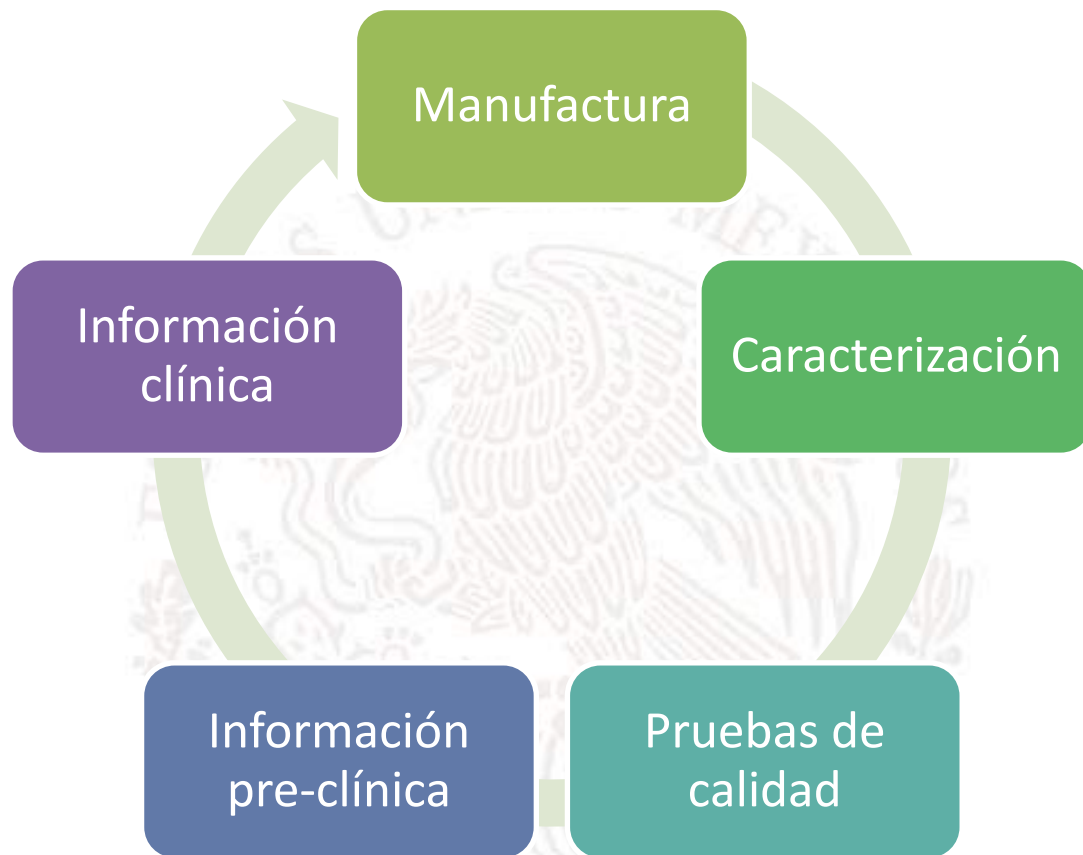 Manufactura
Caracterización
Pruebas de
calidad
Información
pre-clínica
Información
clínica